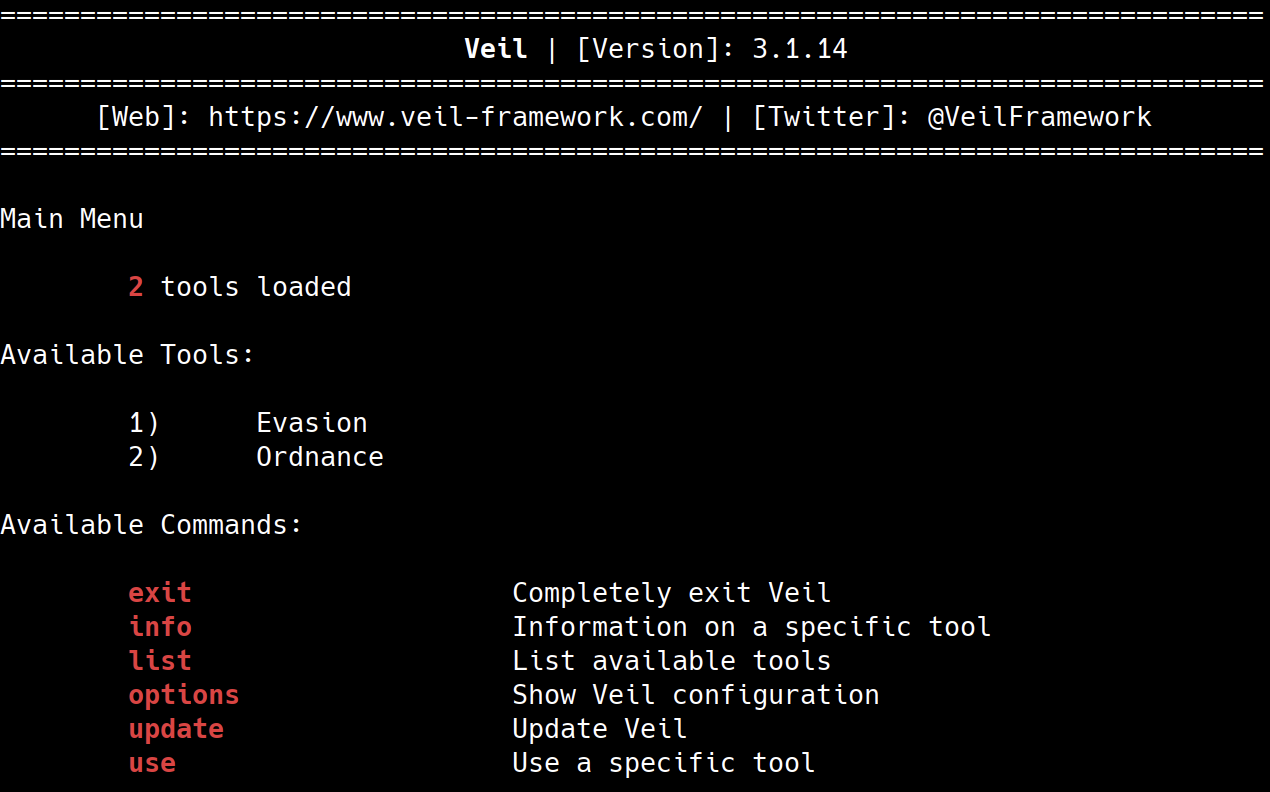 ===============================================================================
Veil | [Version]: 3.1.14
===============================================================================
[Web]: https://www.veil-framework.com/ | [Twitter]: @VeilFramework
===============================================================================
Main Menu
2 tools loaded
Available Tools:
1) Evasion
2) Ordnance
Available Commands:
exit Completely exit Veil
info Information on a specific tool
list List available tools
options Show Veil configuration
update Update Veil
use Use a specific tool